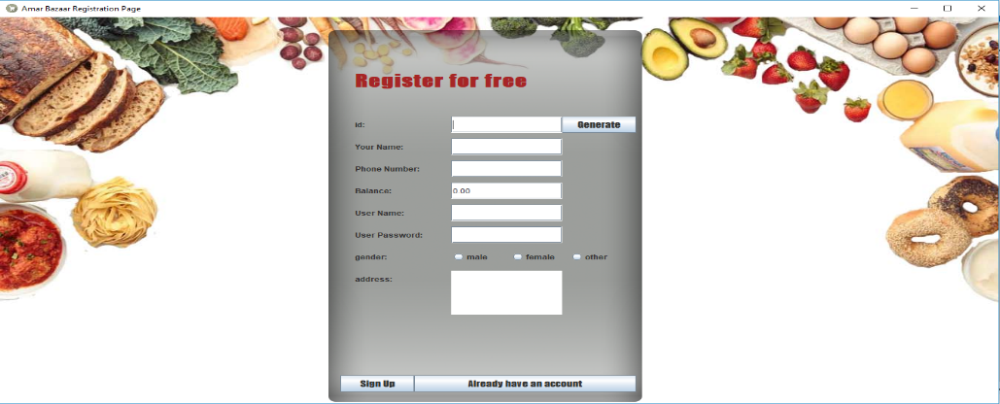 Amar Bazaar Registration Page
Register for free
id:
Generate
Your Name:
Phone Number:
Balance: 0.00
User Name:
User Password:
gender: male female other
address:
Sign Up Already have an account